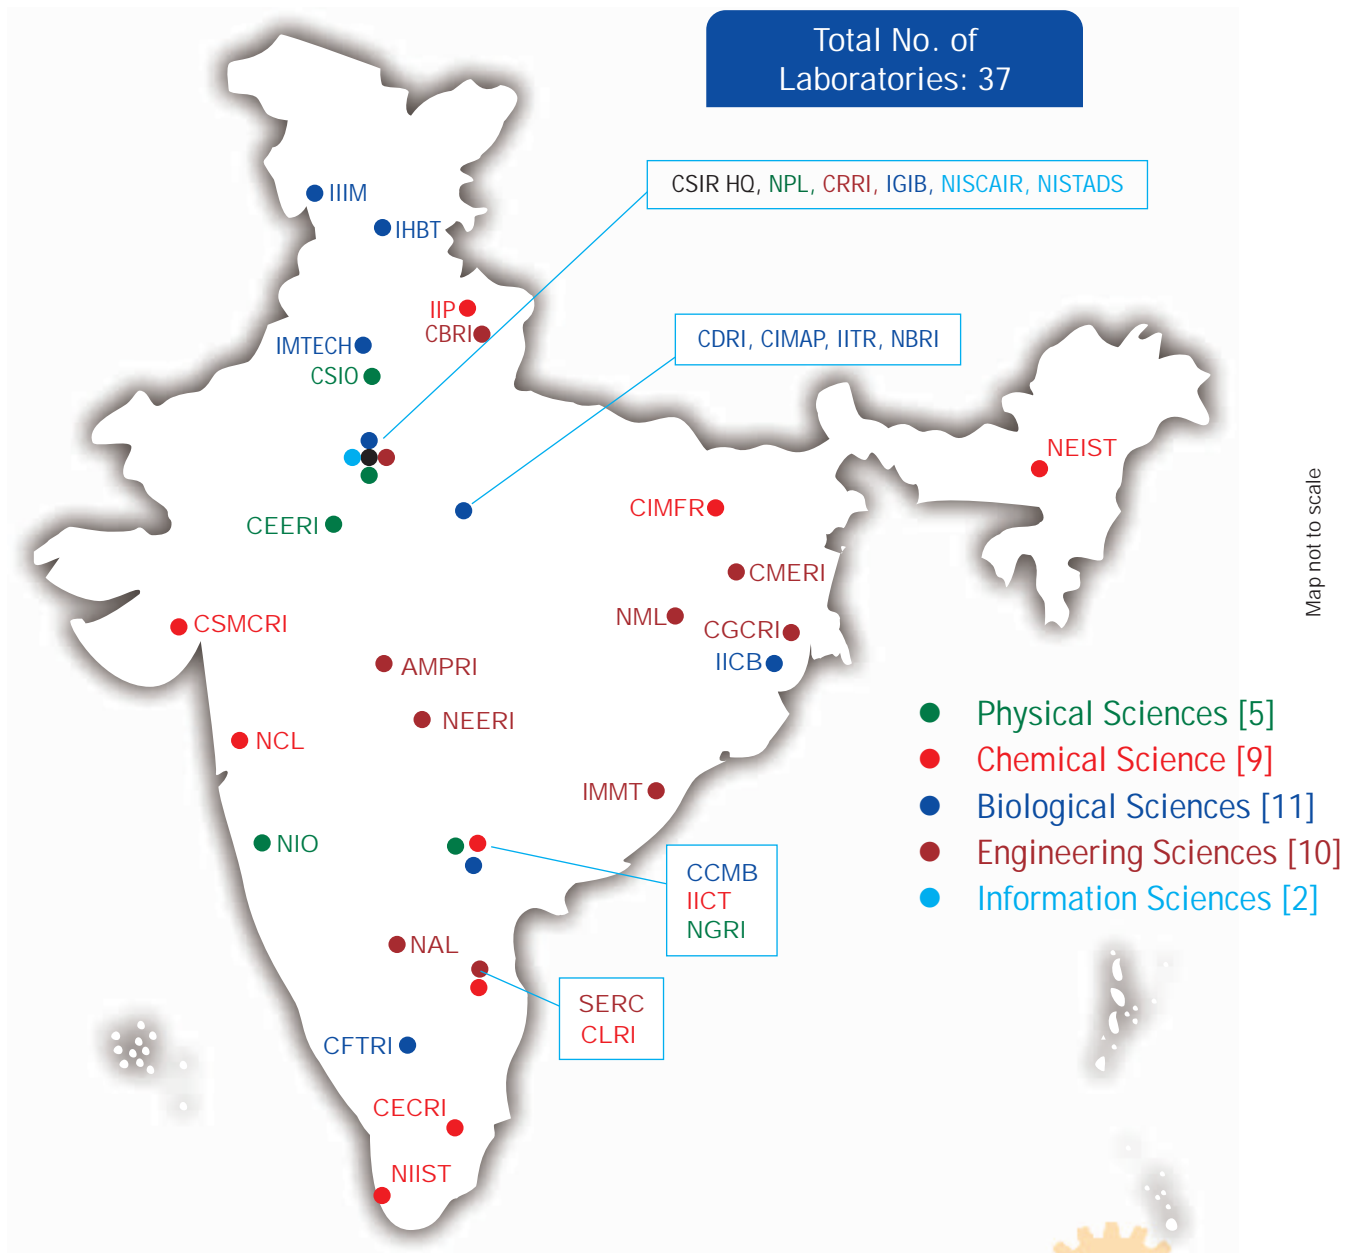 Total No. of
Laboratories: 37
CSIR HQ, NPL, CRRI, IGIB, NISCAIR, NISTADS
IIIM
IHBT
IIP
CBRI
CDRI, CIMAP, IITR, NBRI
IMTECH
CSIO
NEIST
CIMFR
CEERI
Map not to scale
CMERI
NML
CSMCRI
CGCRI
IICB
AMPRI
NEERI
NCL
Physical Sciences [5]
Chemical Science [9]
Biological Sciences [11]
Engineering Sciences [10]
Information Sciences [2]
IMMT
NIO
CCMB
IICT
NGRI
NAL
SERC
CLRI
CFTRI
CECRI
NIIST